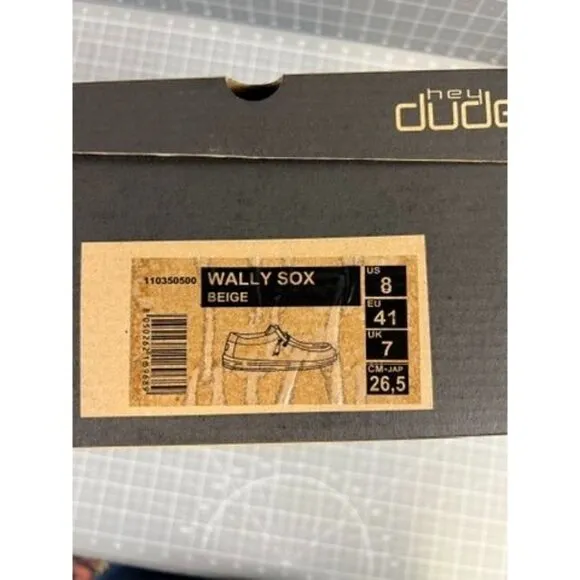 hey
dude
110350500
WALLY SOX
BEIGE
US
8
EU
41
UK
7
CM-JAP
26,5